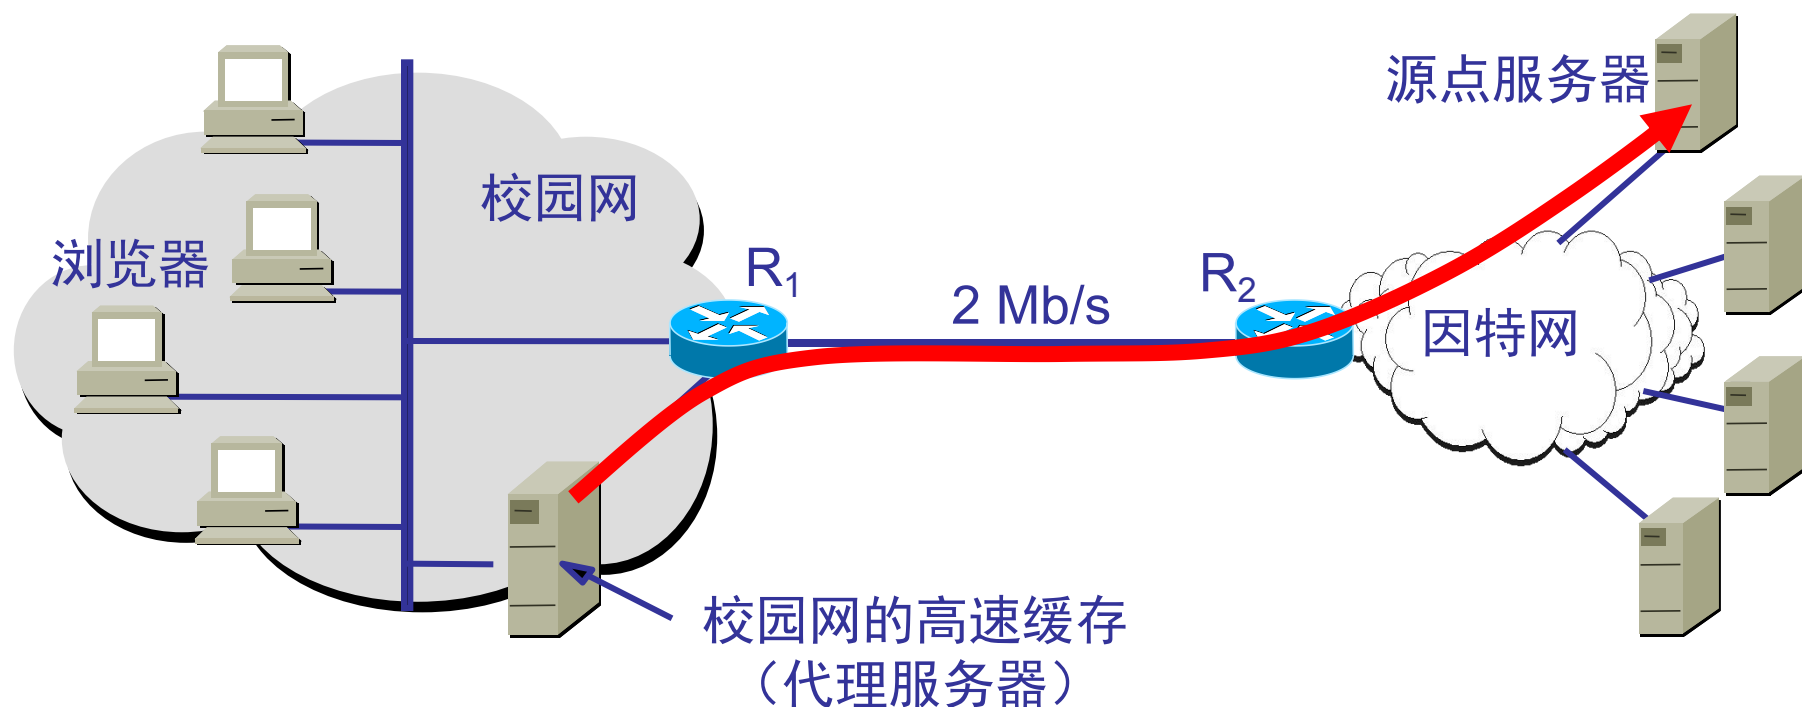 源点服务器
校园网
浏览器
R1
R2
2 Mb/s
因特网
校园网的高速缓存
（代理服务器）